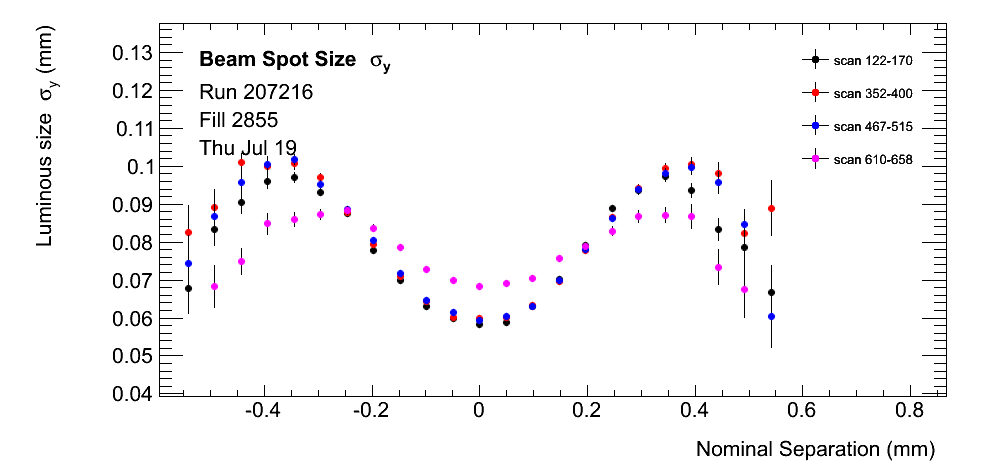 Beam Spot Size σy
Run 207216
Fill 2855
Thu Jul 19
scan 122-170
scan 352-400
scan 467-515
scan 610-658
Luminous size σy (mm)
0.13
0.12
0.11
0.1
0.09
0.08
0.07
0.06
0.05
0.04
-0.4 -0.2 0 0.2 0.4 0.6 0.8
Nominal Separation (mm)